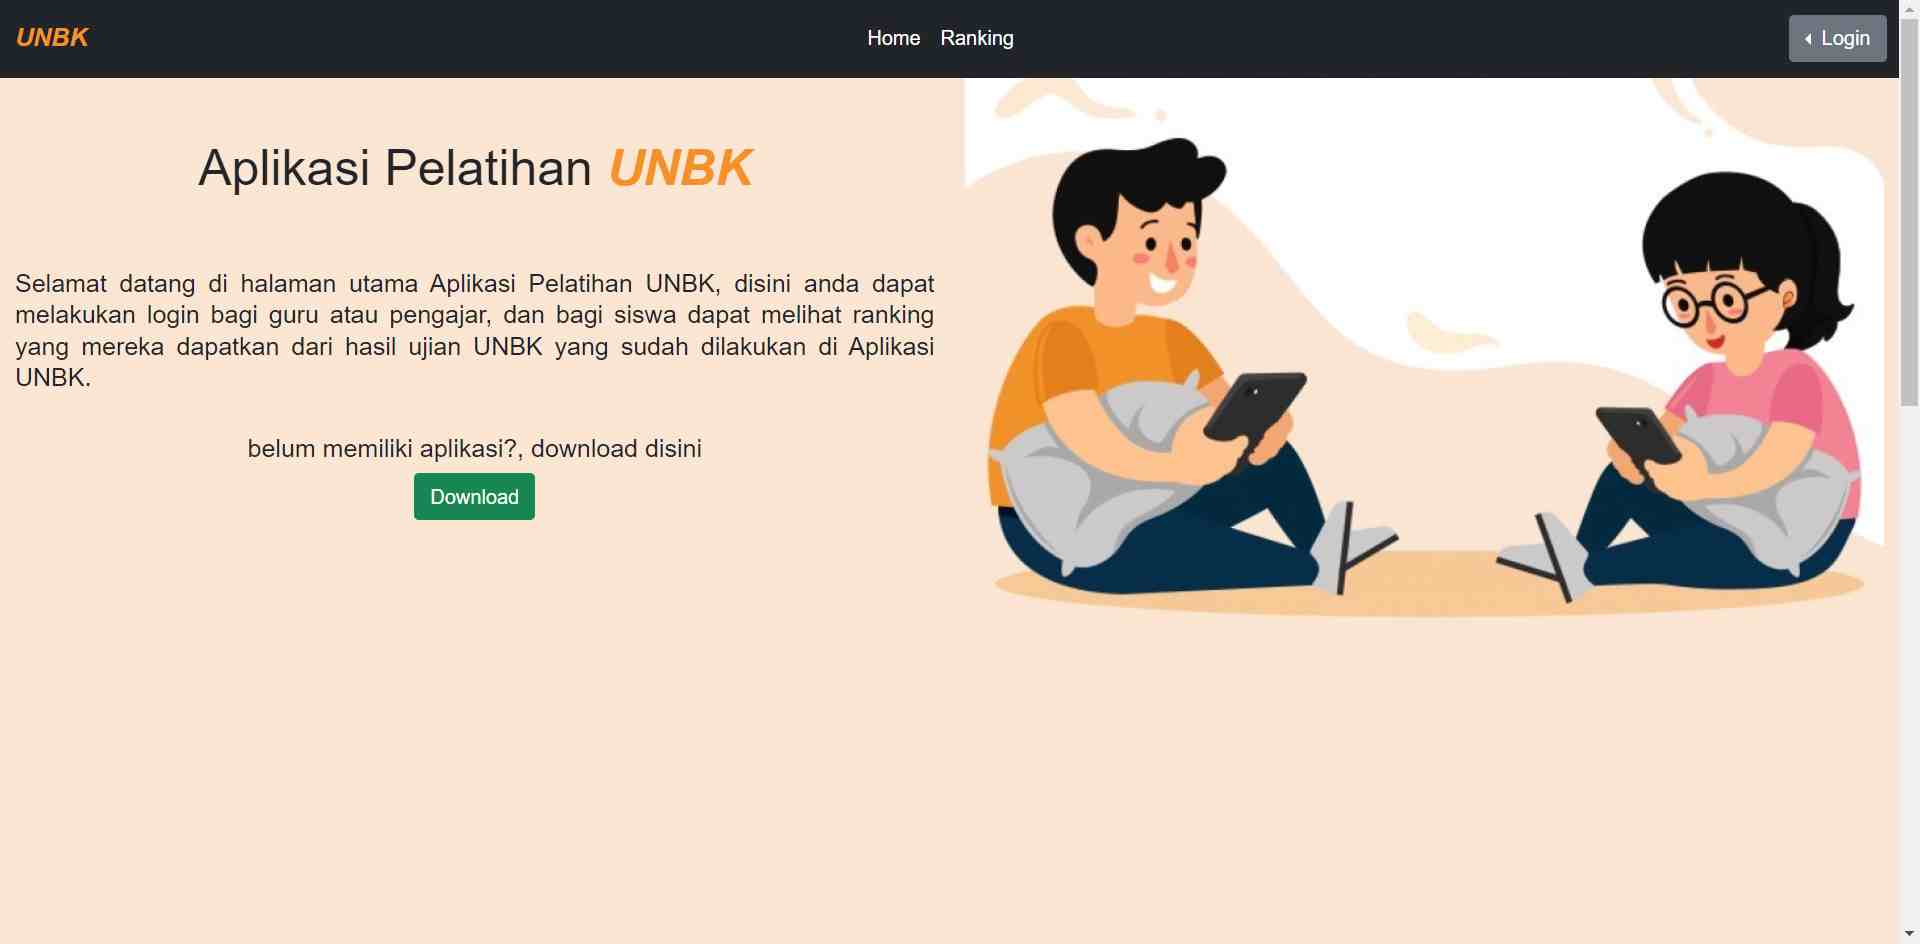 UNBK
Home
Ranking
Login
Aplikasi Pelatihan UNBK
Selamat datang di halaman utama Aplikasi Pelatihan UNBK, disini anda dapat
melakukan login bagi guru atau pengajar, dan bagi siswa dapat melihat ranking
yang mereka dapatkan dari hasil ujian UNBK yang sudah dilakukan di Aplikasi
UNBK.
belum memiliki aplikasi?, download disini
Download